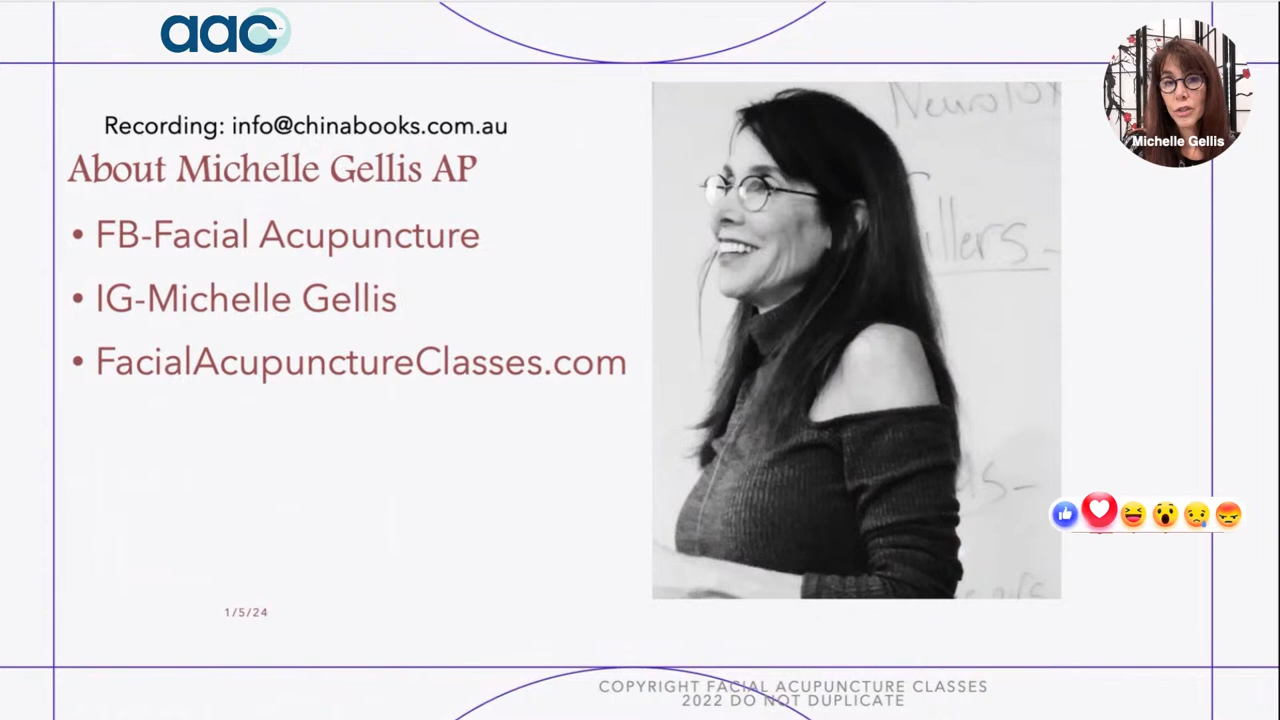 aac
Recording: info@chinabooks.com.au
About Michelle Gellis AP
• FB-Facial Acupuncture
• IG-Michelle Gellis
• FacialAcupunctureClasses.com
Michelle Gellis
1/5/24
COPYRIGHT FACIAL ACUPUNCTURE CLASSES
2022 DO NOT DUPLICATE